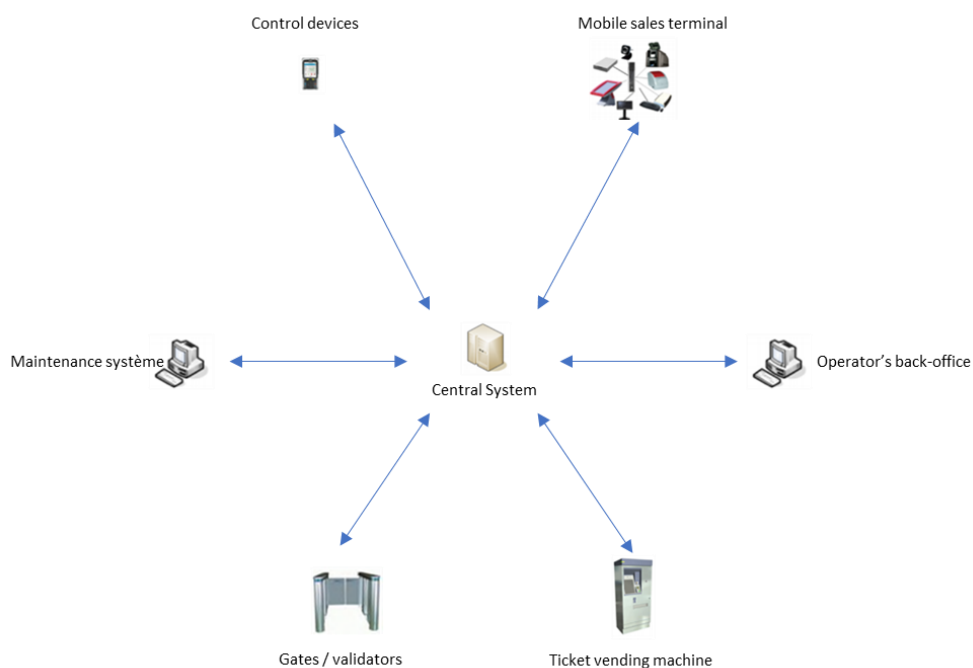 Control devices
Mobile sales terminal
Maintenance système
Central System
Operator’s back-office
Gates / validators
Ticket vending machine